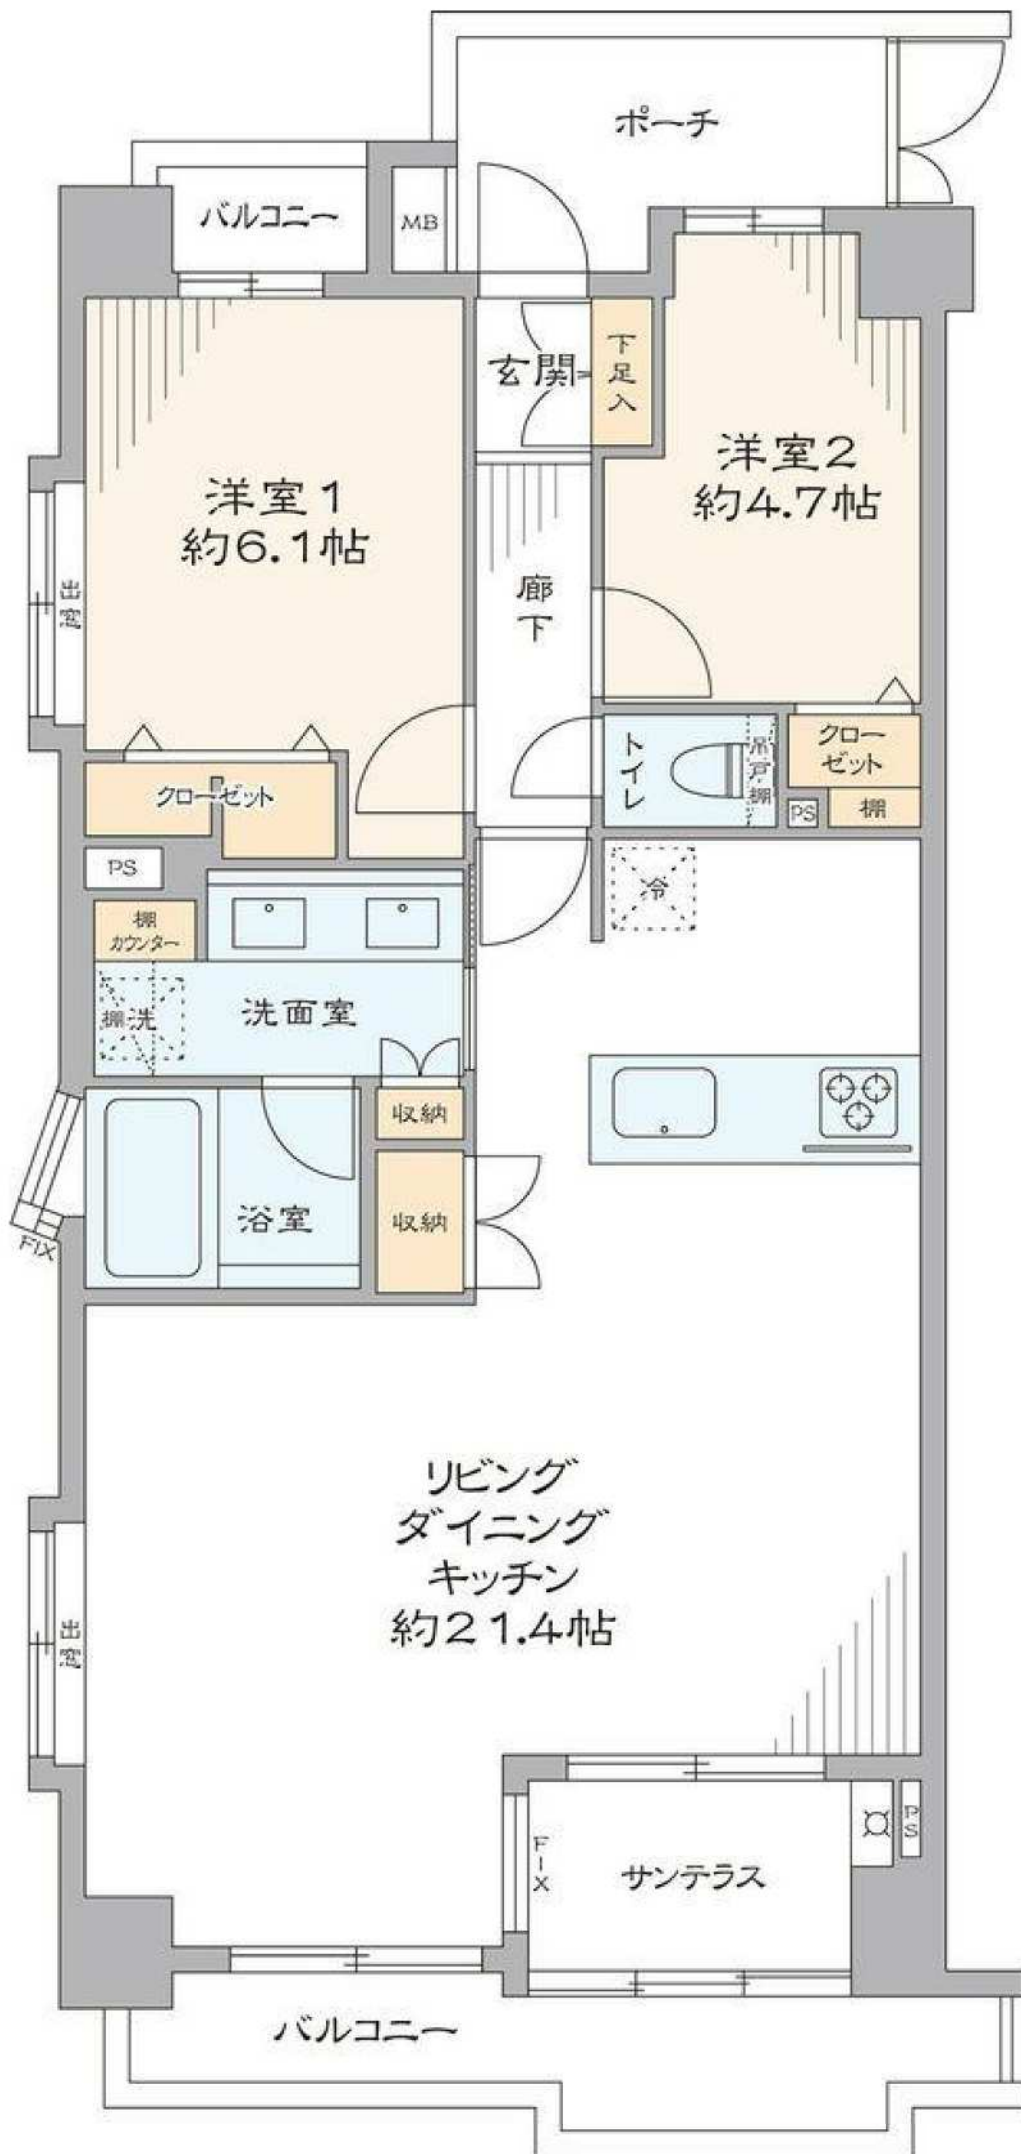 ポーチ
バルコニー
MB
玄関
下足入
洋室2
約4.7帖
洋室1
約6.1帖
出窓
廊下
トイレ
吊戸棚
クロー
ゼット
PS
棚
クローゼット
PS
棚
カウンター
冷
棚
洗
洗面室
収納
浴室
収納
FIX
リビング
ダイニング
キッチン
約21.4帖
出窓
FIX
サンテラス
PS
バルコニー